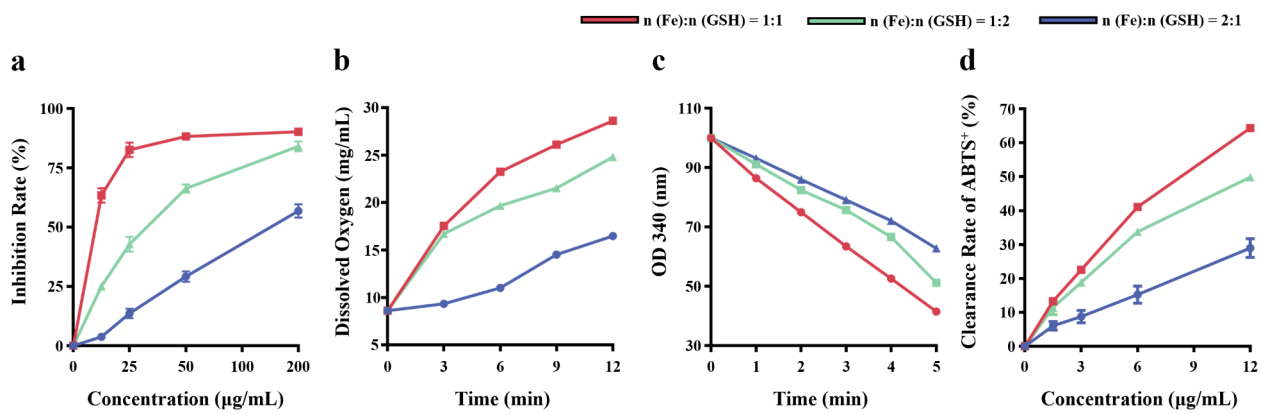 n (Fe):n (GSH) = 1:1 n (Fe):n (GSH) = 1:2 n (Fe):n (GSH) = 2:1
a
Inhibition Rate (%)
100
75
50
25
0
0 25 50 100 200
Concentration (μg/mL)
b
Dissolved Oxygen (mg/mL)
30
25
20
15
10
5
0 3 6 9 12
Time (min)
c
OD 340 (nm)
110
90
70
50
30
0 1 2 3 4 5
Time (min)
d
Clearance Rate of ABTS⁺ (%)
70
60
50
40
30
20
10
0
0 3 6 9 12
Concentration (μg/mL)